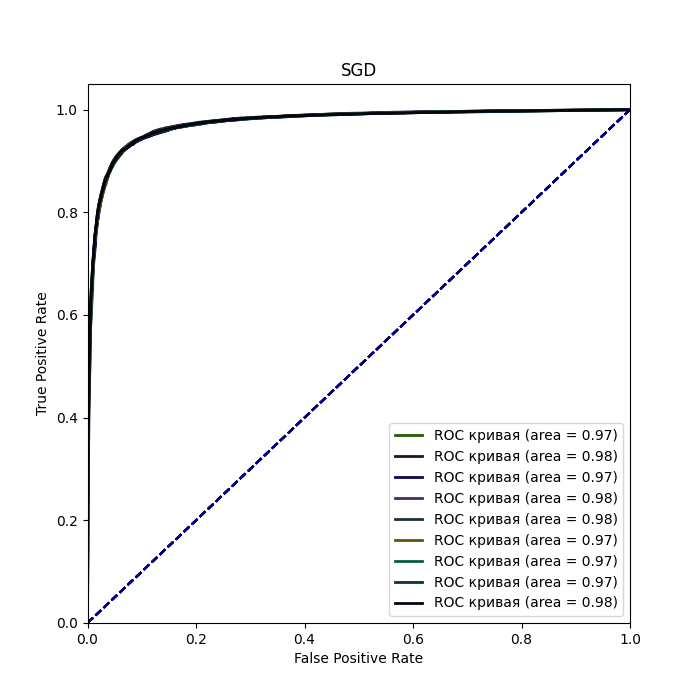 SGD
1.0
0.8
0.6
0.4
0.2
0.0
True Positive Rate
ROC кривая (area = 0.97)
ROC кривая (area = 0.98)
ROC кривая (area = 0.97)
ROC кривая (area = 0.98)
ROC кривая (area = 0.98)
ROC кривая (area = 0.97)
ROC кривая (area = 0.97)
ROC кривая (area = 0.97)
ROC кривая (area = 0.98)
0.0 0.2 0.4 0.6 0.8 1.0
False Positive Rate